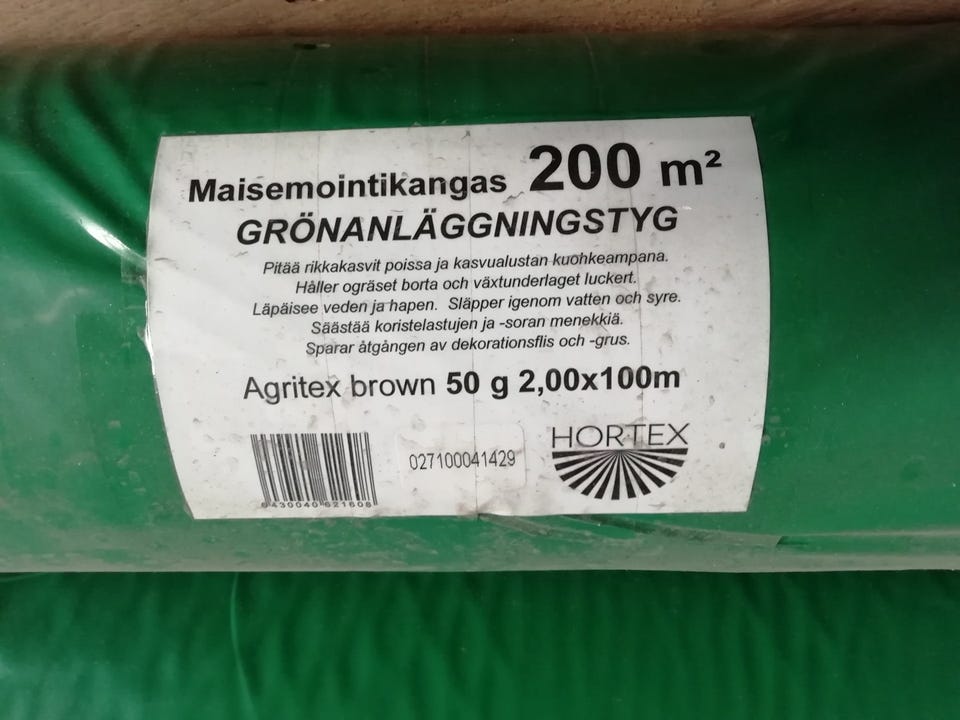 Maisemointikangas 200 m²
GRÖNANLÄGGNINGSTYG
Pitää rikkakasvit poissa ja kasvualustan kuohkeampana.
Håller ogräset borta och växtunderlaget luckert.
Läpäisee veden ja hapen. Släpper igenom vatten och syre.
Säästää koristelastujen ja -soran menekkiä.
Sparar åtgången av dekorationsflis och -grus.
Agritex brown 50 g 2,00x100m
HORTEX
027100041429
6430040621608